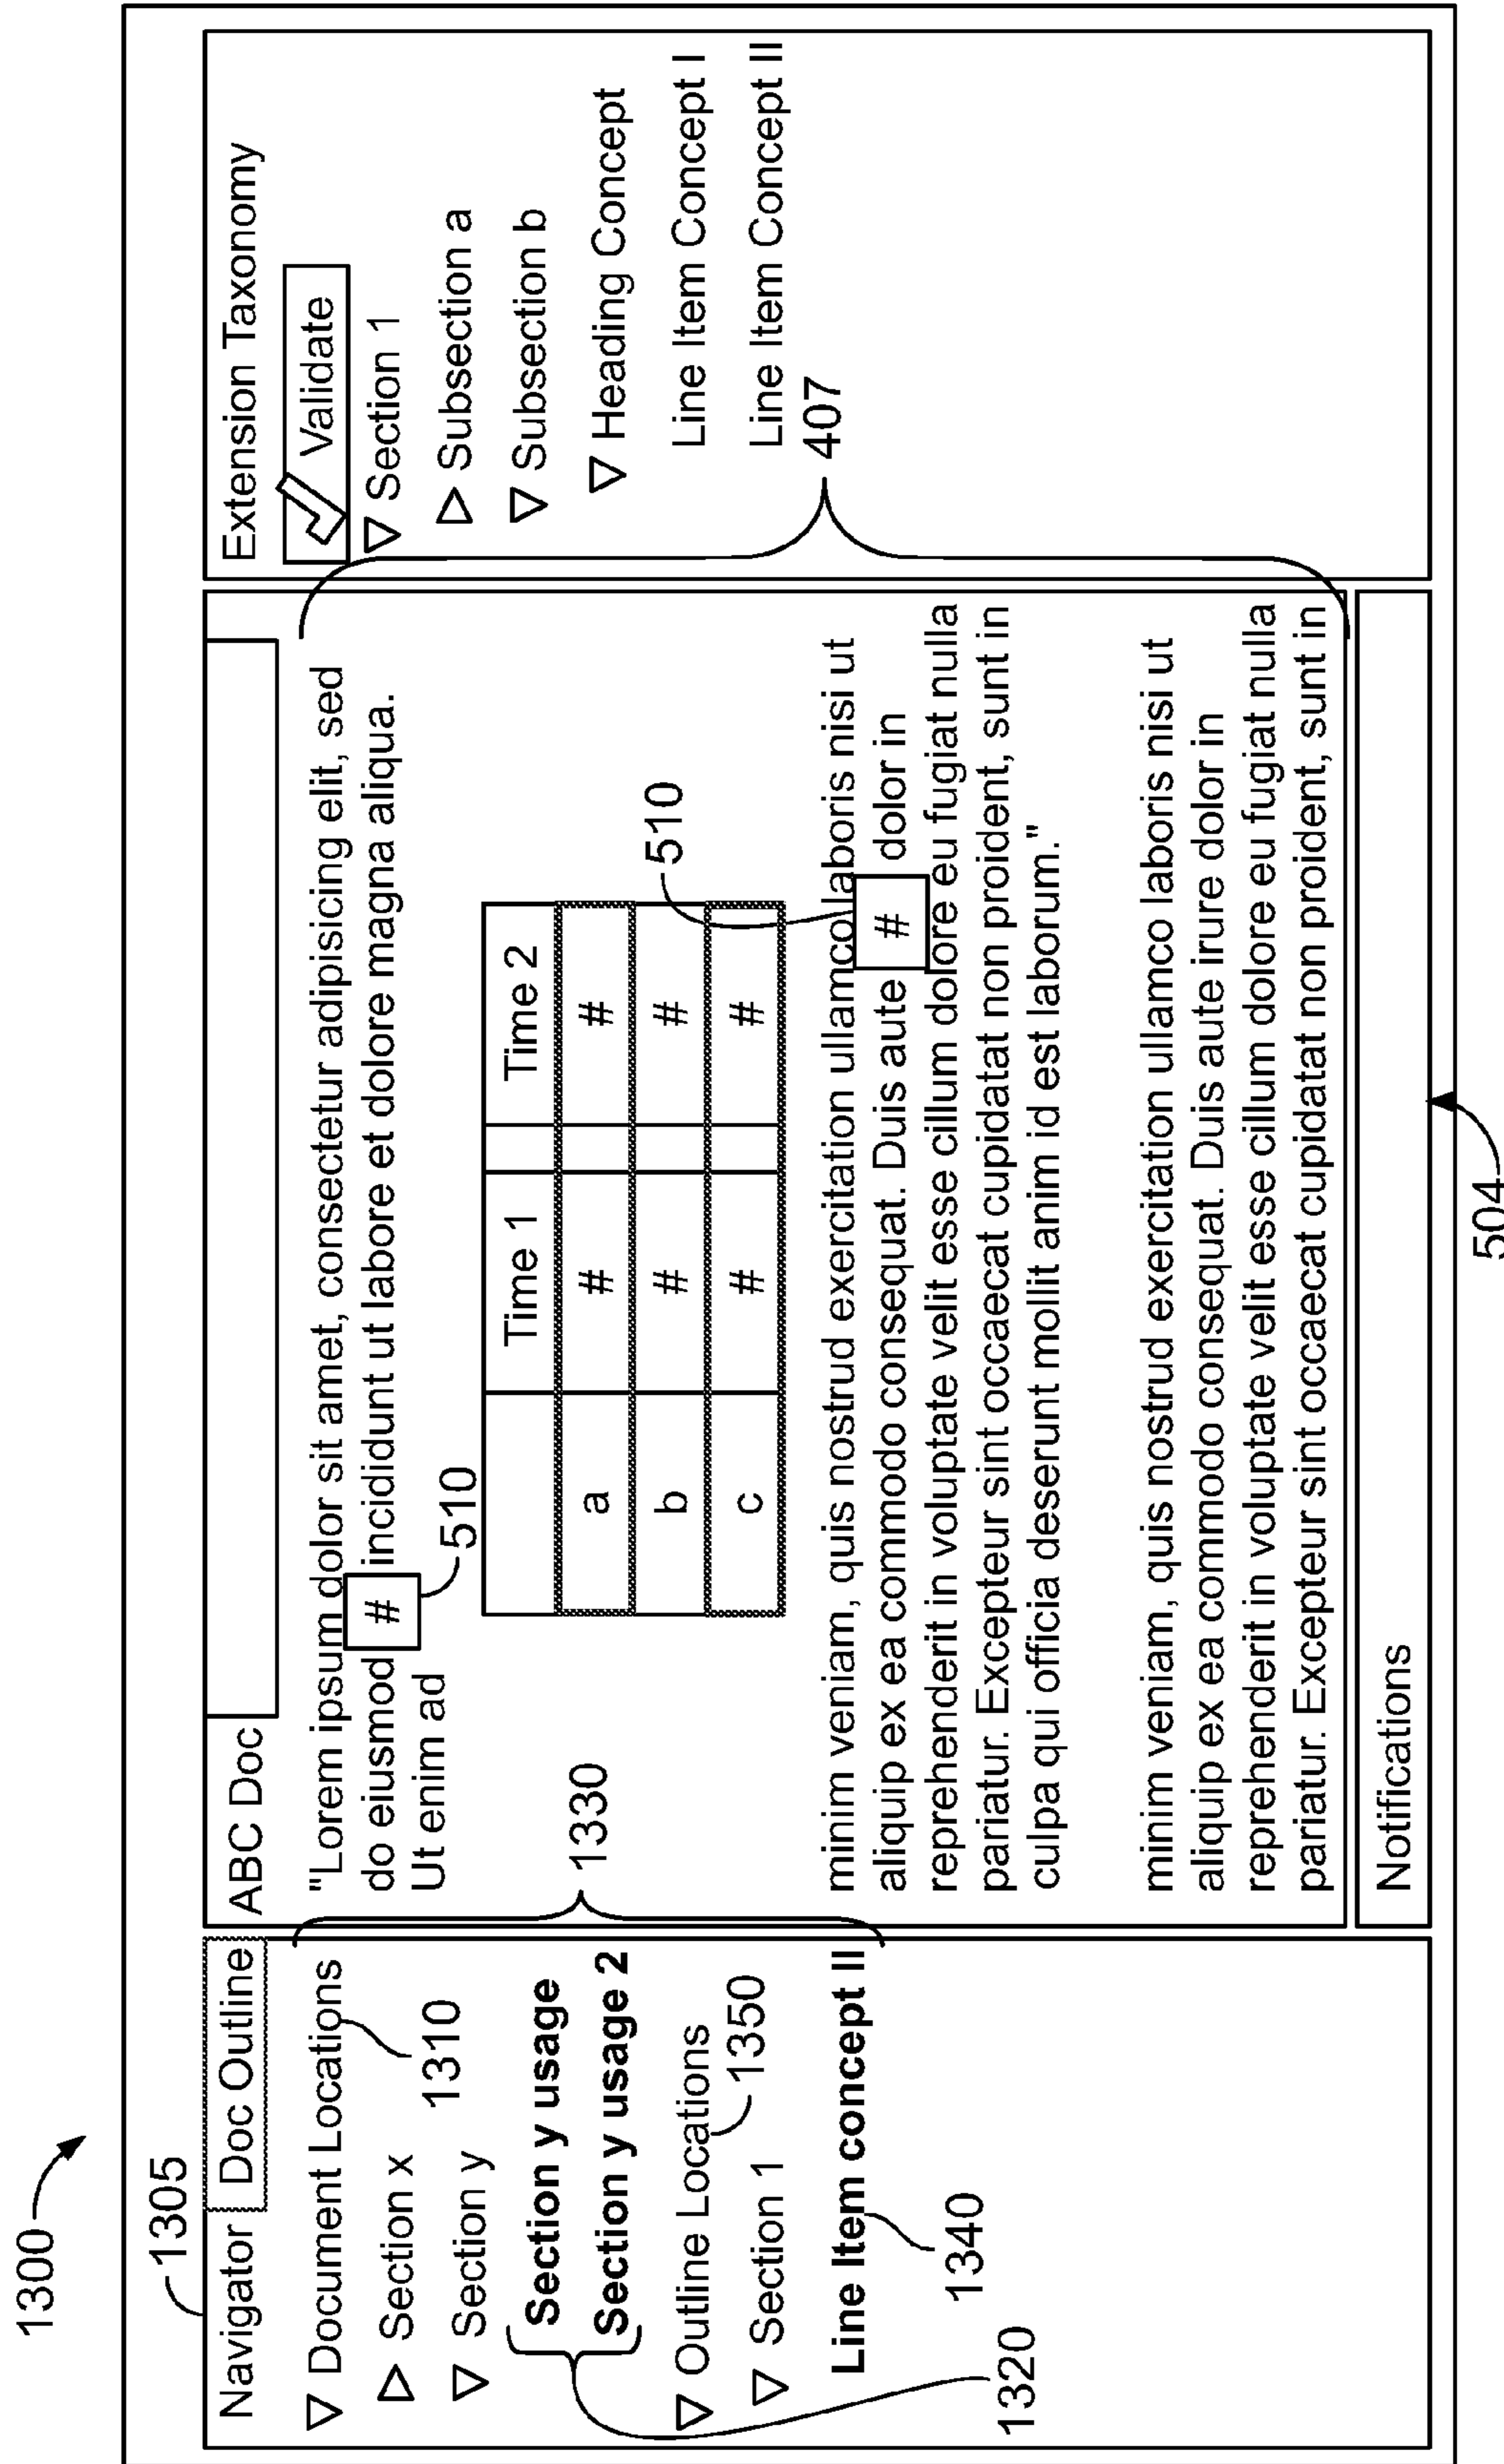 1300
1305
Navigator
Doc Outline
Document Locations
1310
Section x
Section y
Section y usage
Section y usage 2
1320
Outline Locations
1350
Section 1
Line Item concept II
1340
1330
ABC Doc
"Lorem ipsum dolor sit amet, consectetur adipisicing elit, sed
do eiusmod # incididunt ut labore et dolore magna aliqua.
Ut enim ad
510
Time 1 Time 2
a # #
b # #
c # #
510
minim veniam, quis nostrud exercitation ullamco laboris nisi ut
aliquip ex ea commodo consequat. Duis aute # dolor in
reprehenderit in voluptate velit esse cillum dolore eu fugiat nulla
pariatur. Excepteur sint occaecat cupidatat non proident, sunt in
culpa qui officia deserunt mollit anim id est laborum."
minim veniam, quis nostrud exercitation ullamco laboris nisi ut
aliquip ex ea commodo consequat. Duis aute irure dolor in
reprehenderit in voluptate velit esse cillum dolore eu fugiat nulla
pariatur. Excepteur sint occaecat cupidatat non proident, sunt in
Notifications
504
Extension Taxonomy
Validate
Section 1
Subsection a
Subsection b
Heading Concept
Line Item Concept I
Line Item Concept II
407